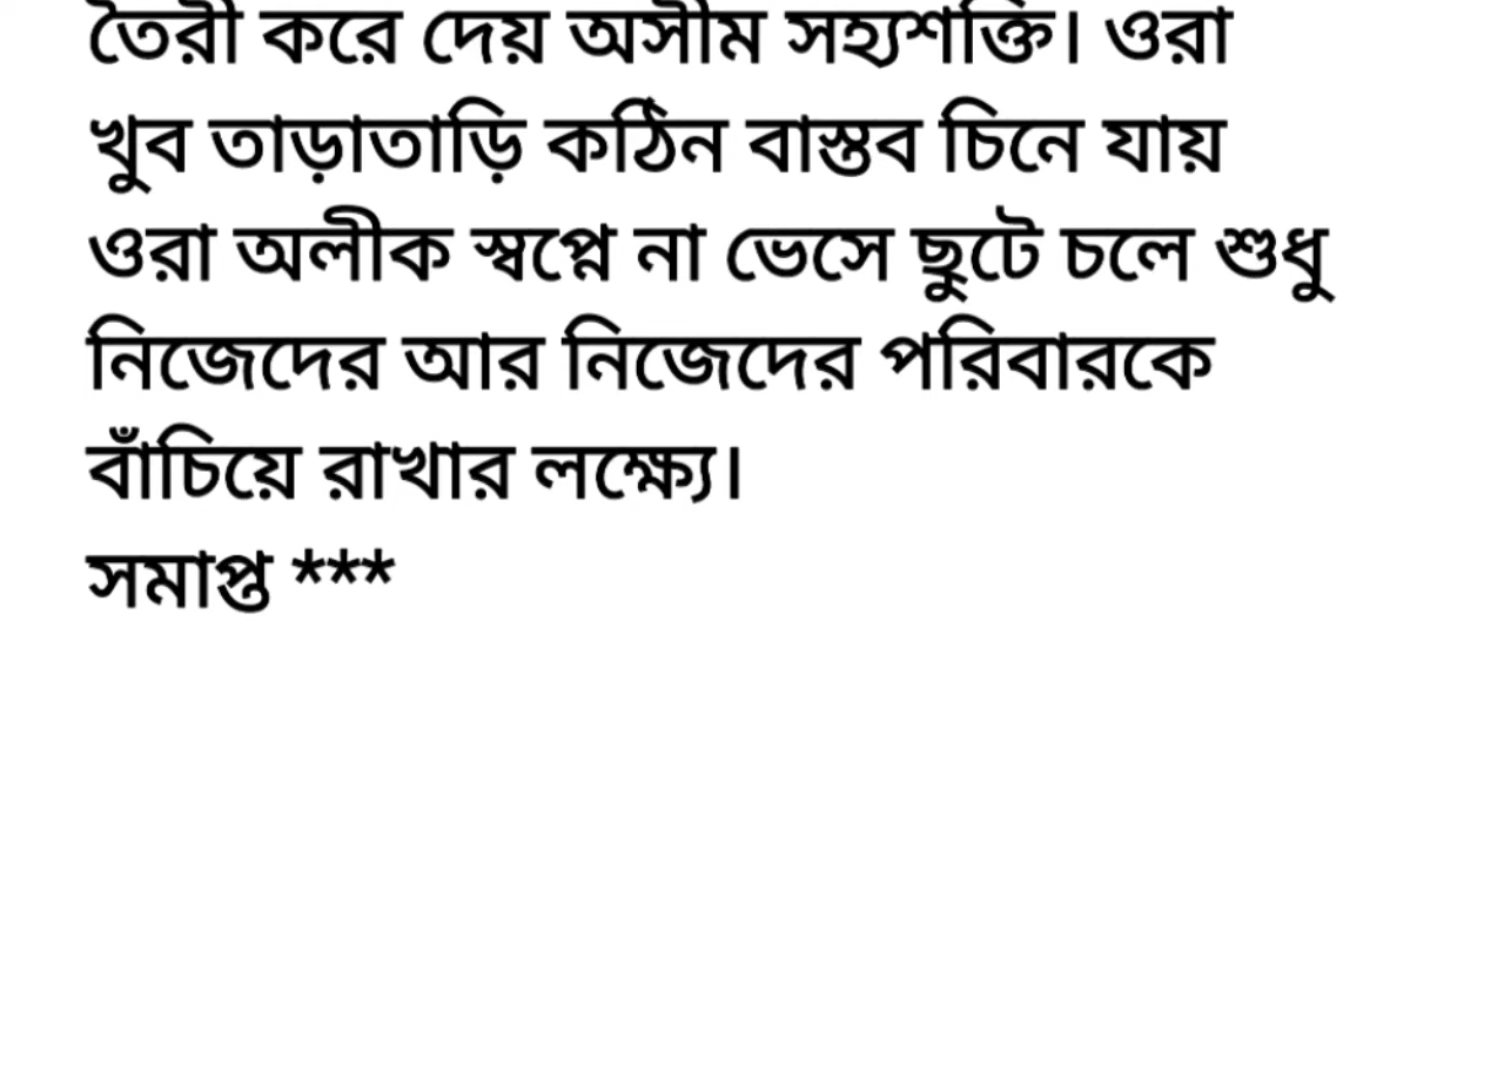 তৈরী করে দেয় অসীম সহ্যশক্তি। ওরা
খুব তাড়াতাড়ি কঠিন বাস্তব চিনে যায়
ওরা অলীক স্বপ্নে না ভেসে ছুটে চলে শুধু
নিজেদের আর নিজেদের পরিবারকে
বাঁচিয়ে রাখার লক্ষ্যে।
সমাপ্ত ***